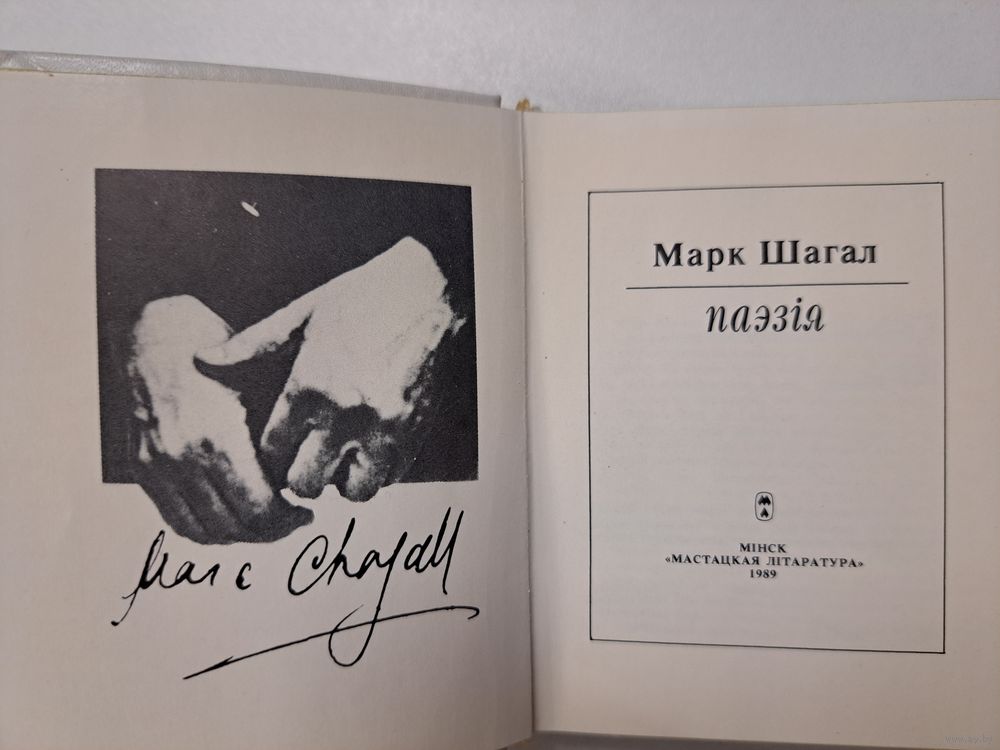 Marc Chagall
Марк Шагал
паэзія
МІНСК
«МАСТАЦКАЯ ЛІТАРАТУРА»
1989